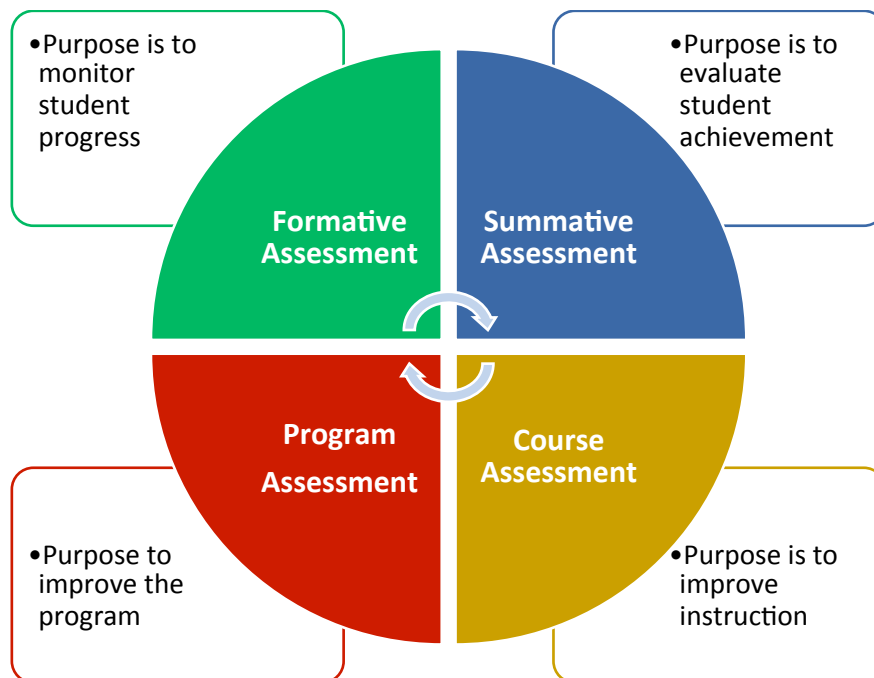 •Purpose is to
monitor
student
progress
•Purpose is to
evaluate
student
achievement
Formative
Assessment
Summative
Assessment
Program
Assessment
Course
Assessment
•Purpose to
improve the
program
•Purpose is to
improve
instruction